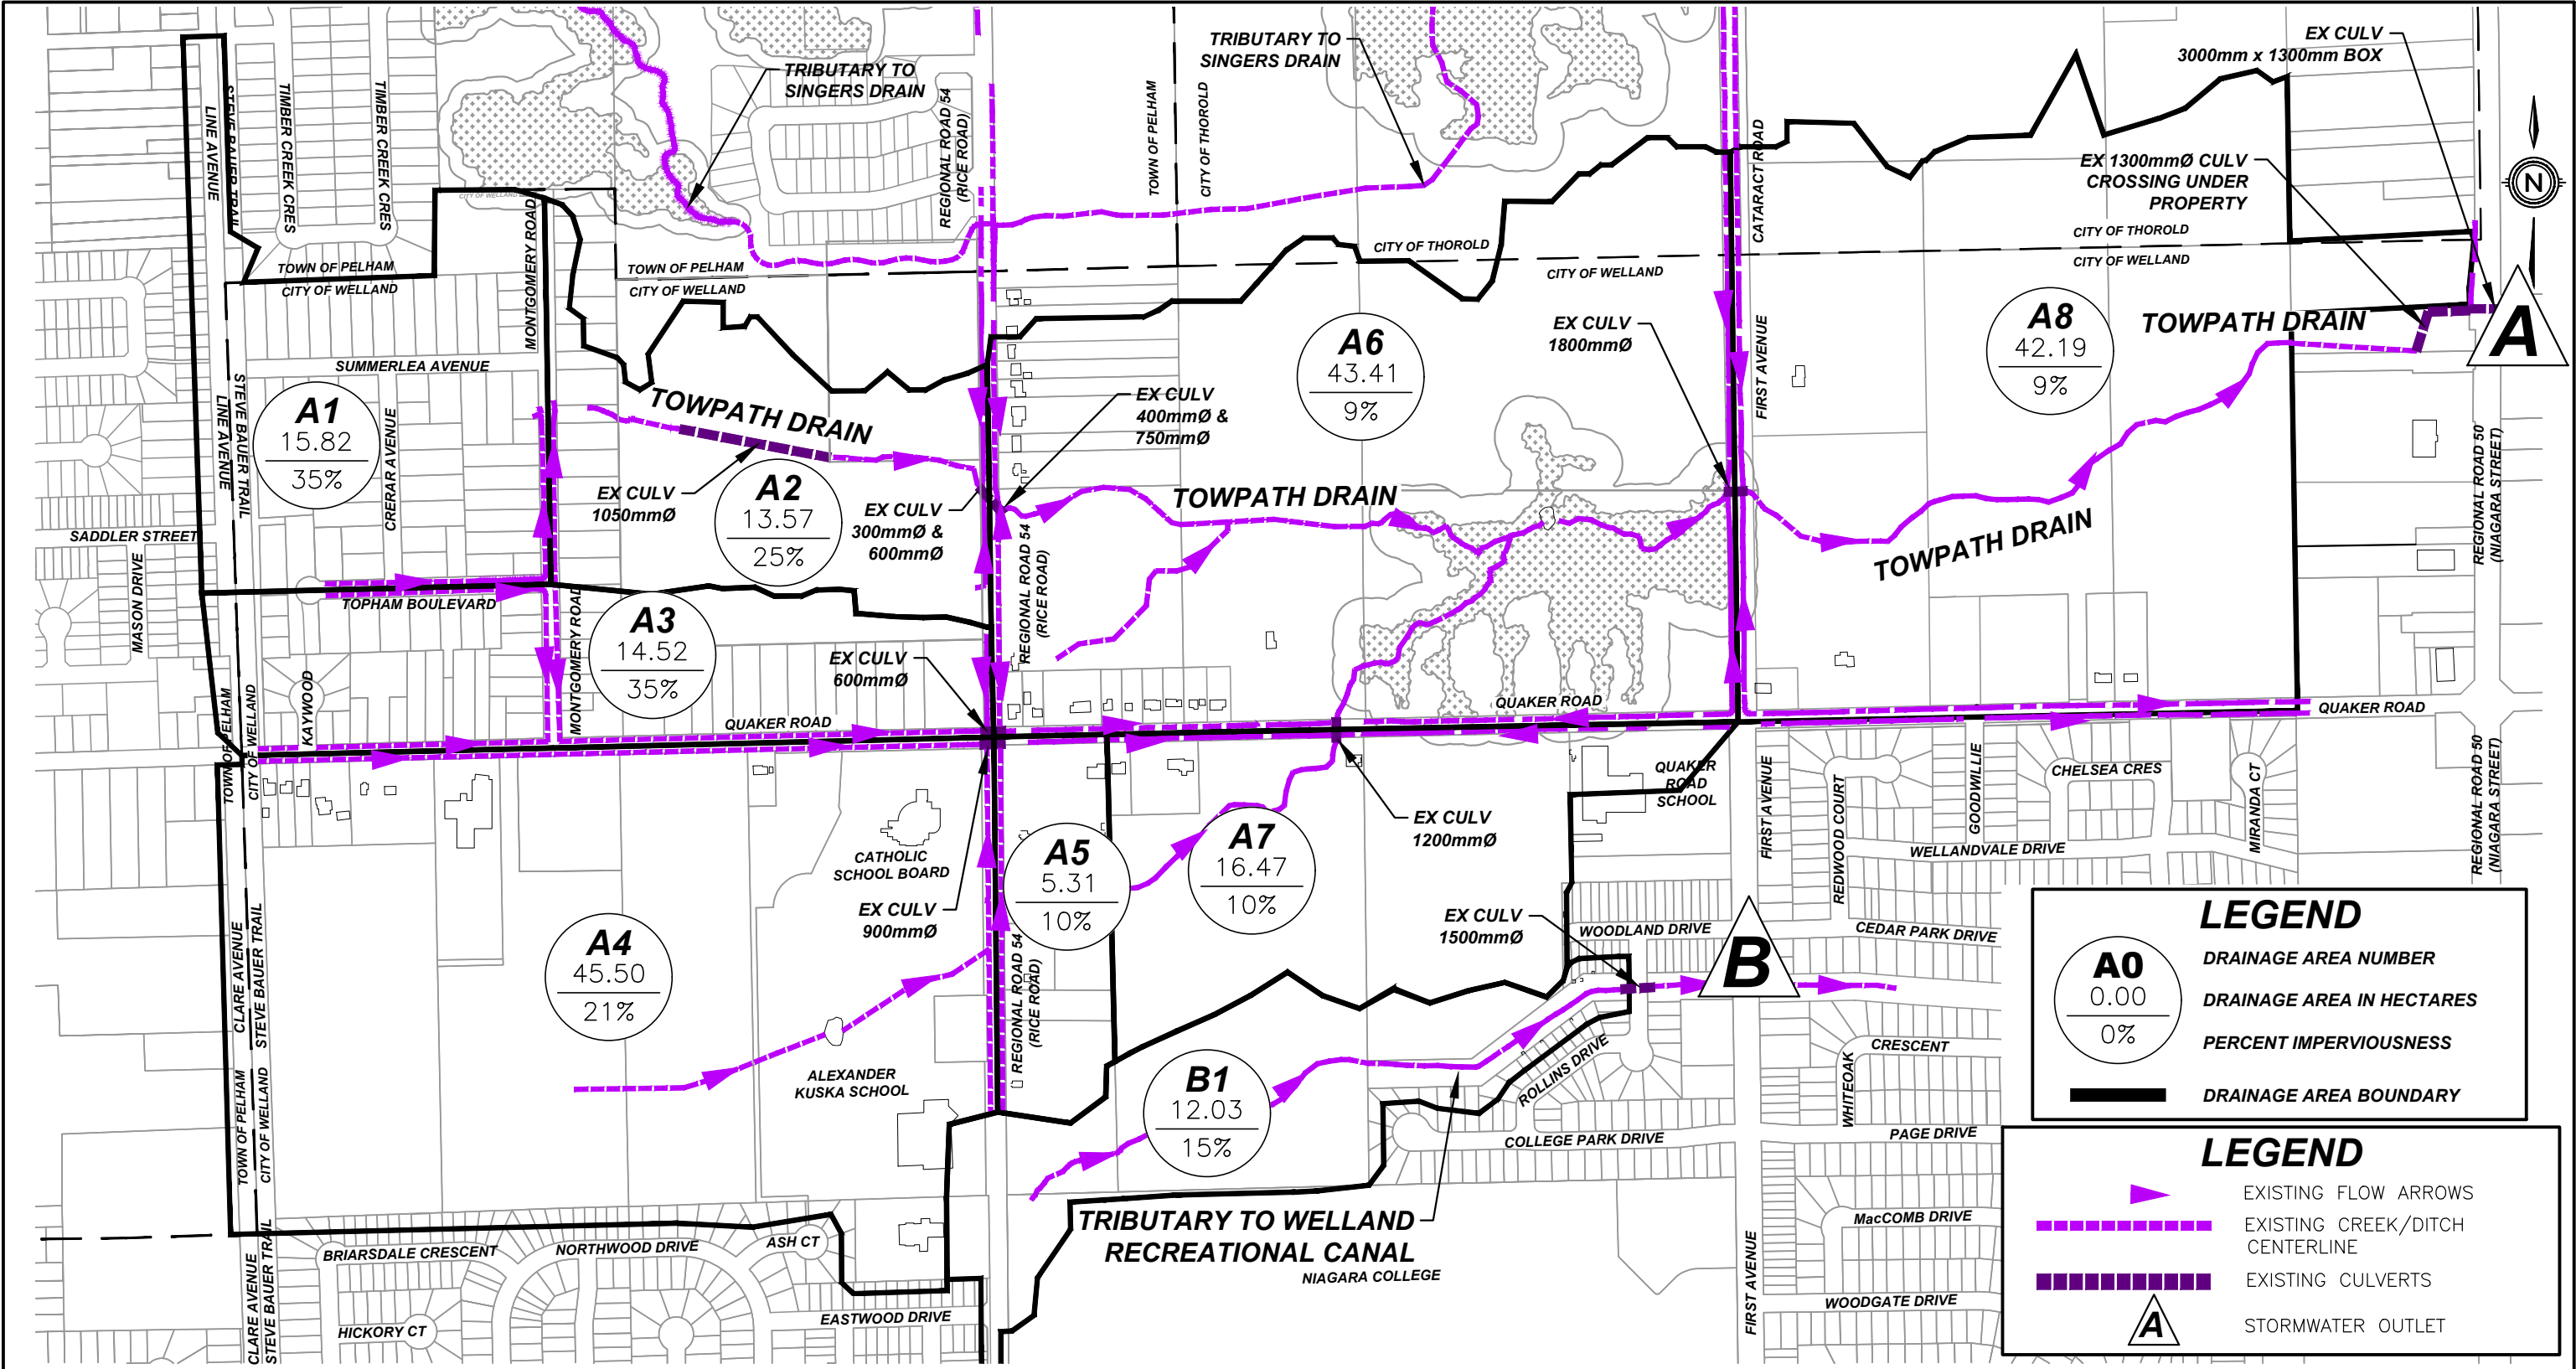 TRIBUTARY TO
SINGERS DRAIN
TRIBUTARY TO
SINGERS DRAIN
EX CULV
3000mm x 1300mm BOX
LINE AVENUE
STEVE BAUER TRAIL
TIMBER CREEK CRES
TIMBER CREEK CRES
REGIONAL ROAD 54
(RICE ROAD)
TOWN OF PELHAM
CITY OF THOROLD
CATARACT ROAD
EX 1300mmØ CULV
CROSSING UNDER
PROPERTY
N
CITY OF WELLAND
MONTGOMERY ROAD
TOWN OF PELHAM
CITY OF WELLAND
TOWN OF PELHAM
CITY OF WELLAND
CITY OF THOROLD
CITY OF WELLAND
CITY OF THOROLD
CITY OF WELLAND
SUMMERLEA AVENUE
A1
15.82
35%
LINE AVENUE
STEVE BAUER TRAIL
CRERAR AVENUE
TOWPATH DRAIN
EX CULV
1050mmØ
A2
13.57
25%
EX CULV
300mmØ &
600mmØ
EX CULV
400mmØ &
750mmØ
A6
43.41
9%
EX CULV
1800mmØ
FIRST AVENUE
A8
42.19
9%
TOWPATH DRAIN
A
TOWPATH DRAIN
TOWPATH DRAIN
REGIONAL ROAD 50
(NIAGARA STREET)
SADDLER STREET
MASON DRIVE
TOPHAM BOULEVARD
MONTGOMERY ROAD
A3
14.52
35%
REGIONAL ROAD 54
(RICE ROAD)
EX CULV
600mmØ
KAYWOOD
TOWN OF PELHAM
CITY OF WELLAND
QUAKER ROAD
QUAKER ROAD
QUAKER ROAD
QUAKER
ROAD
SCHOOL
FIRST AVENUE
REDWOOD COURT
GOODWILLIE
CHELSEA CRES
MIRANDA CT
WELLANDVALE DRIVE
REGIONAL ROAD 50
(NIAGARA STREET)
CATHOLIC
SCHOOL BOARD
EX CULV
900mmØ
A5
5.31
10%
A7
16.47
10%
EX CULV
1200mmØ
EX CULV
1500mmØ
WOODLAND DRIVE
CEDAR PARK DRIVE
B
A4
45.50
21%
CLARE AVENUE
STEVE BAUER TRAIL
TOWN OF PELHAM
CITY OF WELLAND
REGIONAL ROAD 54
(RICE ROAD)
ALEXANDER
KUSKA SCHOOL
B1
12.03
15%
ROLLINS DRIVE
COLLEGE PARK DRIVE
WHITEOAK
CRESCENT
PAGE DRIVE
MacCOMB DRIVE
WOODGATE DRIVE
FIRST AVENUE
TRIBUTARY TO WELLAND
RECREATIONAL CANAL
NIAGARA COLLEGE
BRIARSDALE CRESCENT
NORTHWOOD DRIVE
ASH CT
EASTWOOD DRIVE
HICKORY CT
CLARE AVENUE
STEVE BAUER TRAIL
LEGEND
A0
0.00
0%
DRAINAGE AREA NUMBER
DRAINAGE AREA IN HECTARES
PERCENT IMPERVIOUSNESS
DRAINAGE AREA BOUNDARY
LEGEND
EXISTING FLOW ARROWS
EXISTING CREEK/DITCH
CENTERLINE
EXISTING CULVERTS
A
STORMWATER OUTLET